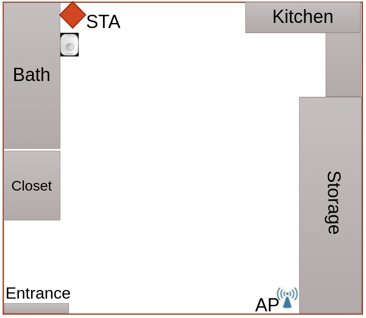 STA
Kitchen
Bath
Closet
Storage
Entrance
AP